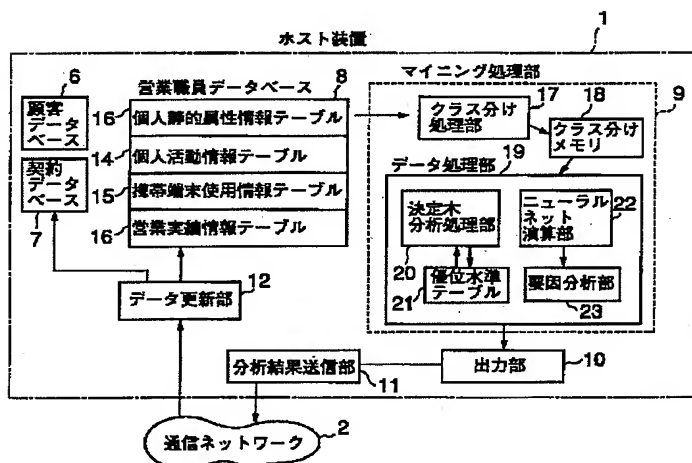 ホスト装置
1
6
顧客
データ
ベース
契約
データ
ベース
7
営業職員データベース
8
16
個人静的属性情報テーブル
14
個人活動情報テーブル
15
携帯端末使用情報テーブル
16
営業実績情報テーブル
データ更新部
12
マイニング処理部
9
クラス分け
処理部
17
18
クラス分け
メモリ
データ処理部
19
決定木
分析処理部
20
優位水準
テーブル
21
ニューラル
ネット
演算部
22
要因分析部
23
分析結果送信部
11
出力部
10
通信ネットワーク
2